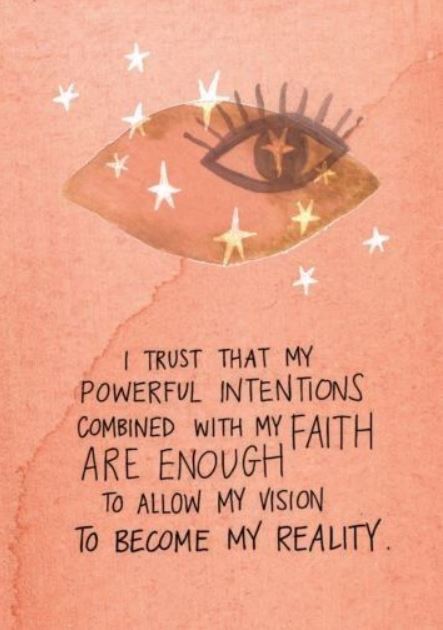 I TRUST THAT MY
POWERFUL INTENTIONS
COMBINED WITH MY FAITH
ARE ENOUGH
TO ALLOW MY VISION
TO BECOME MY REALITY.